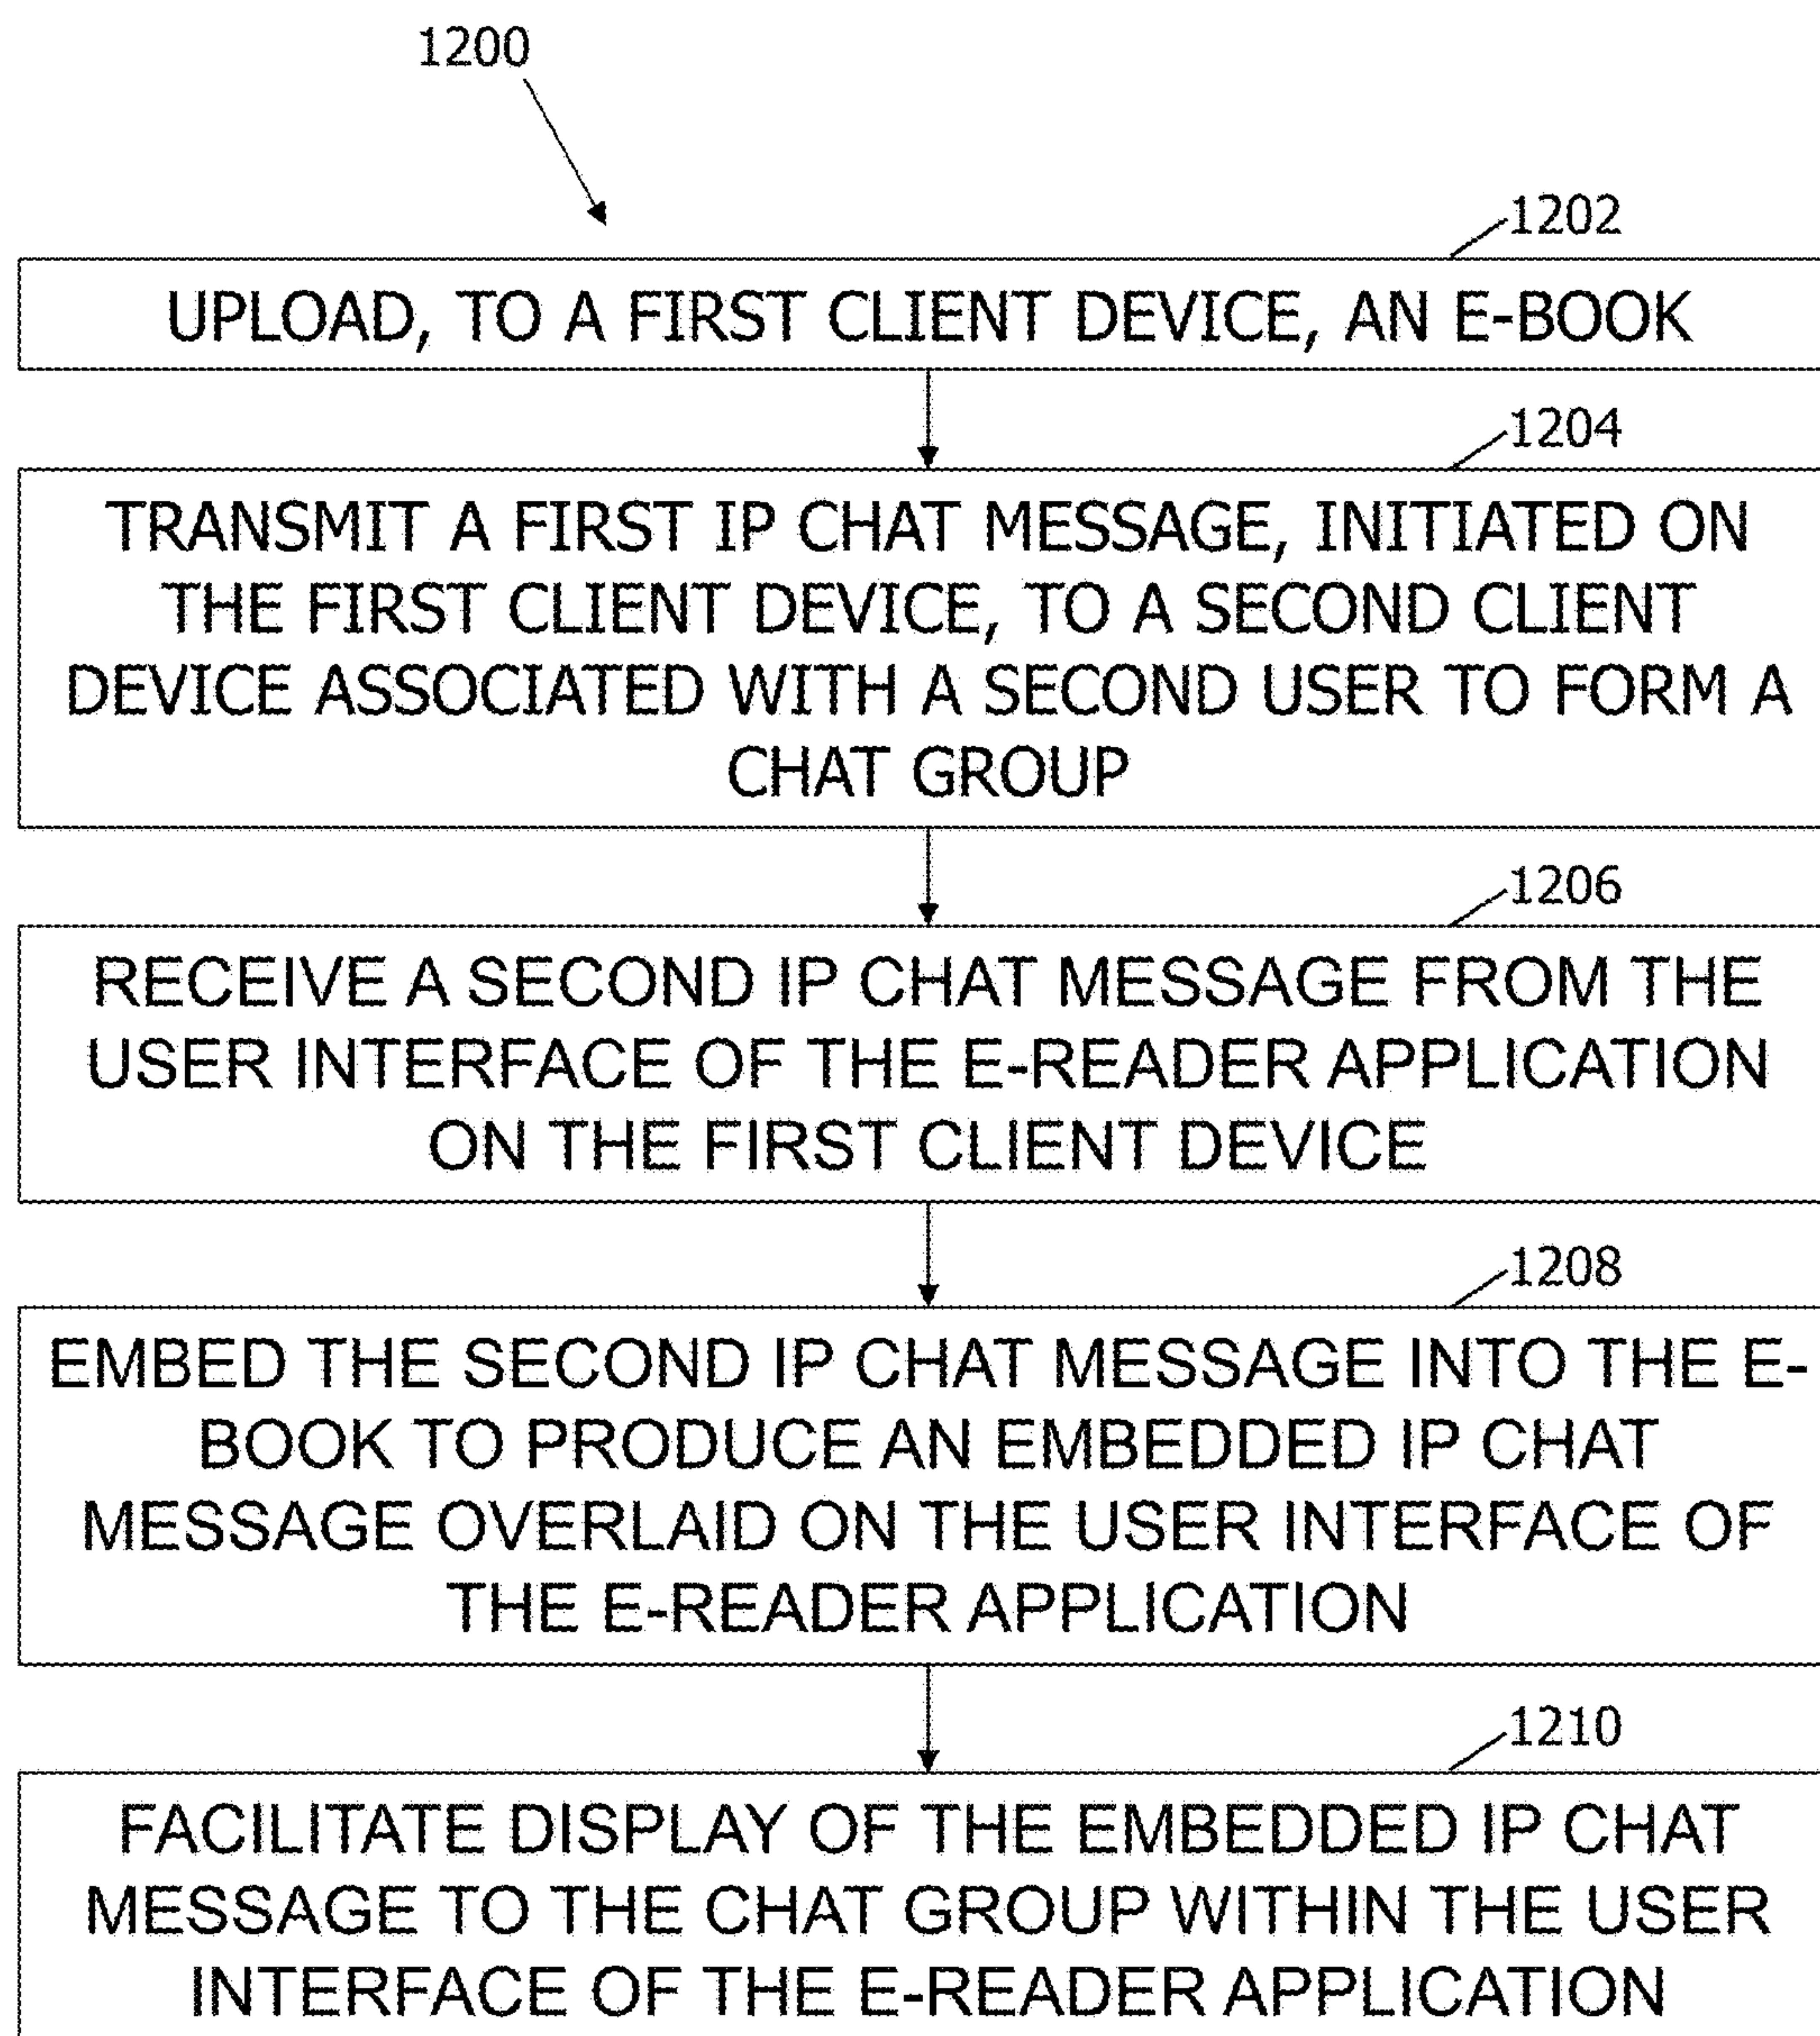 1200
1202
UPLOAD, TO A FIRST CLIENT DEVICE, AN E-BOOK
1204
TRANSMIT A FIRST IP CHAT MESSAGE, INITIATED ON
THE FIRST CLIENT DEVICE, TO A SECOND CLIENT
DEVICE ASSOCIATED WITH A SECOND USER TO FORM A
CHAT GROUP
1206
RECEIVE A SECOND IP CHAT MESSAGE FROM THE
USER INTERFACE OF THE E-READER APPLICATION
ON THE FIRST CLIENT DEVICE
1208
EMBED THE SECOND IP CHAT MESSAGE INTO THE E-
BOOK TO PRODUCE AN EMBEDDED IP CHAT
MESSAGE OVERLAID ON THE USER INTERFACE OF
THE E-READER APPLICATION
1210
FACILITATE DISPLAY OF THE EMBEDDED IP CHAT
MESSAGE TO THE CHAT GROUP WITHIN THE USER
INTERFACE OF THE E-READER APPLICATION